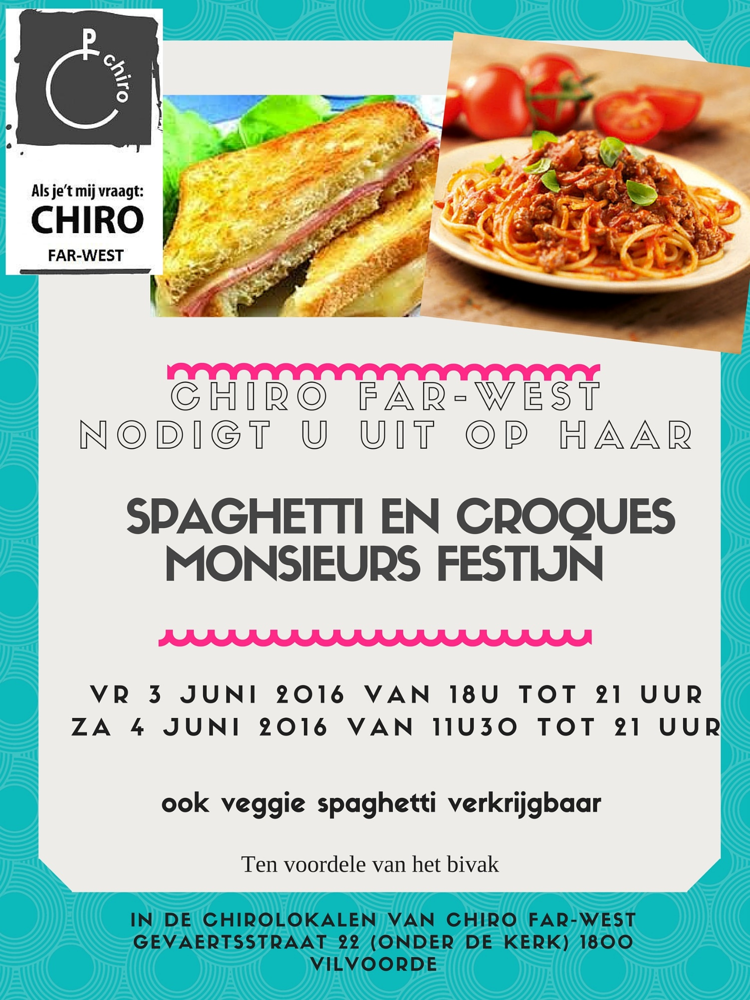 P chiro
Als je't mij vraagt:
CHIRO
FAR-WEST
CHIRO FAR-WEST
NODIGT U UIT OP HAAR
SPAGHETTI EN CROQUES
MONSIEURS FESTIJN
VR 3 JUNI 2016 VAN 18U TOT 21 UUR
ZA 4 JUNI 2016 VAN 11U30 TOT 21 UUR
ook veggie spaghetti verkrijgbaar
Ten voordele van het bivak
IN DE CHIROLOKALEN VAN CHIRO FAR-WEST
GEVAERTSSTRAAT 22 (ONDER DE KERK) 1800
VILVOORDE